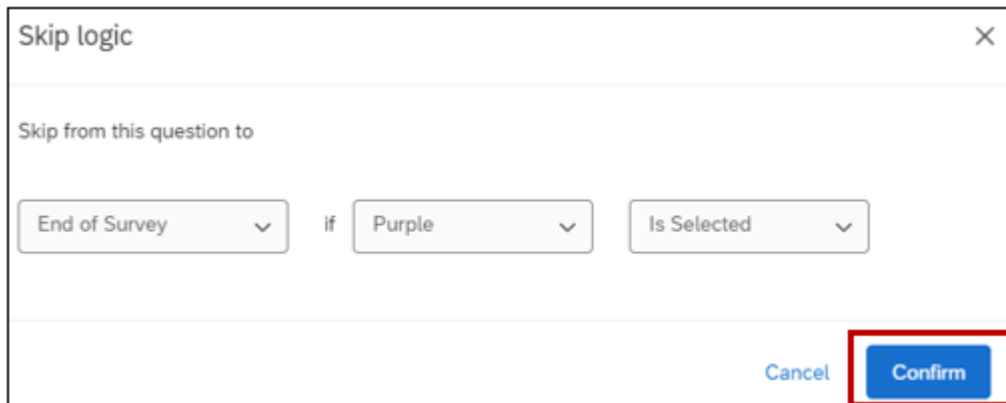 Skip logic
Skip from this question to
End of Survey if Purple Is Selected
Cancel Confirm